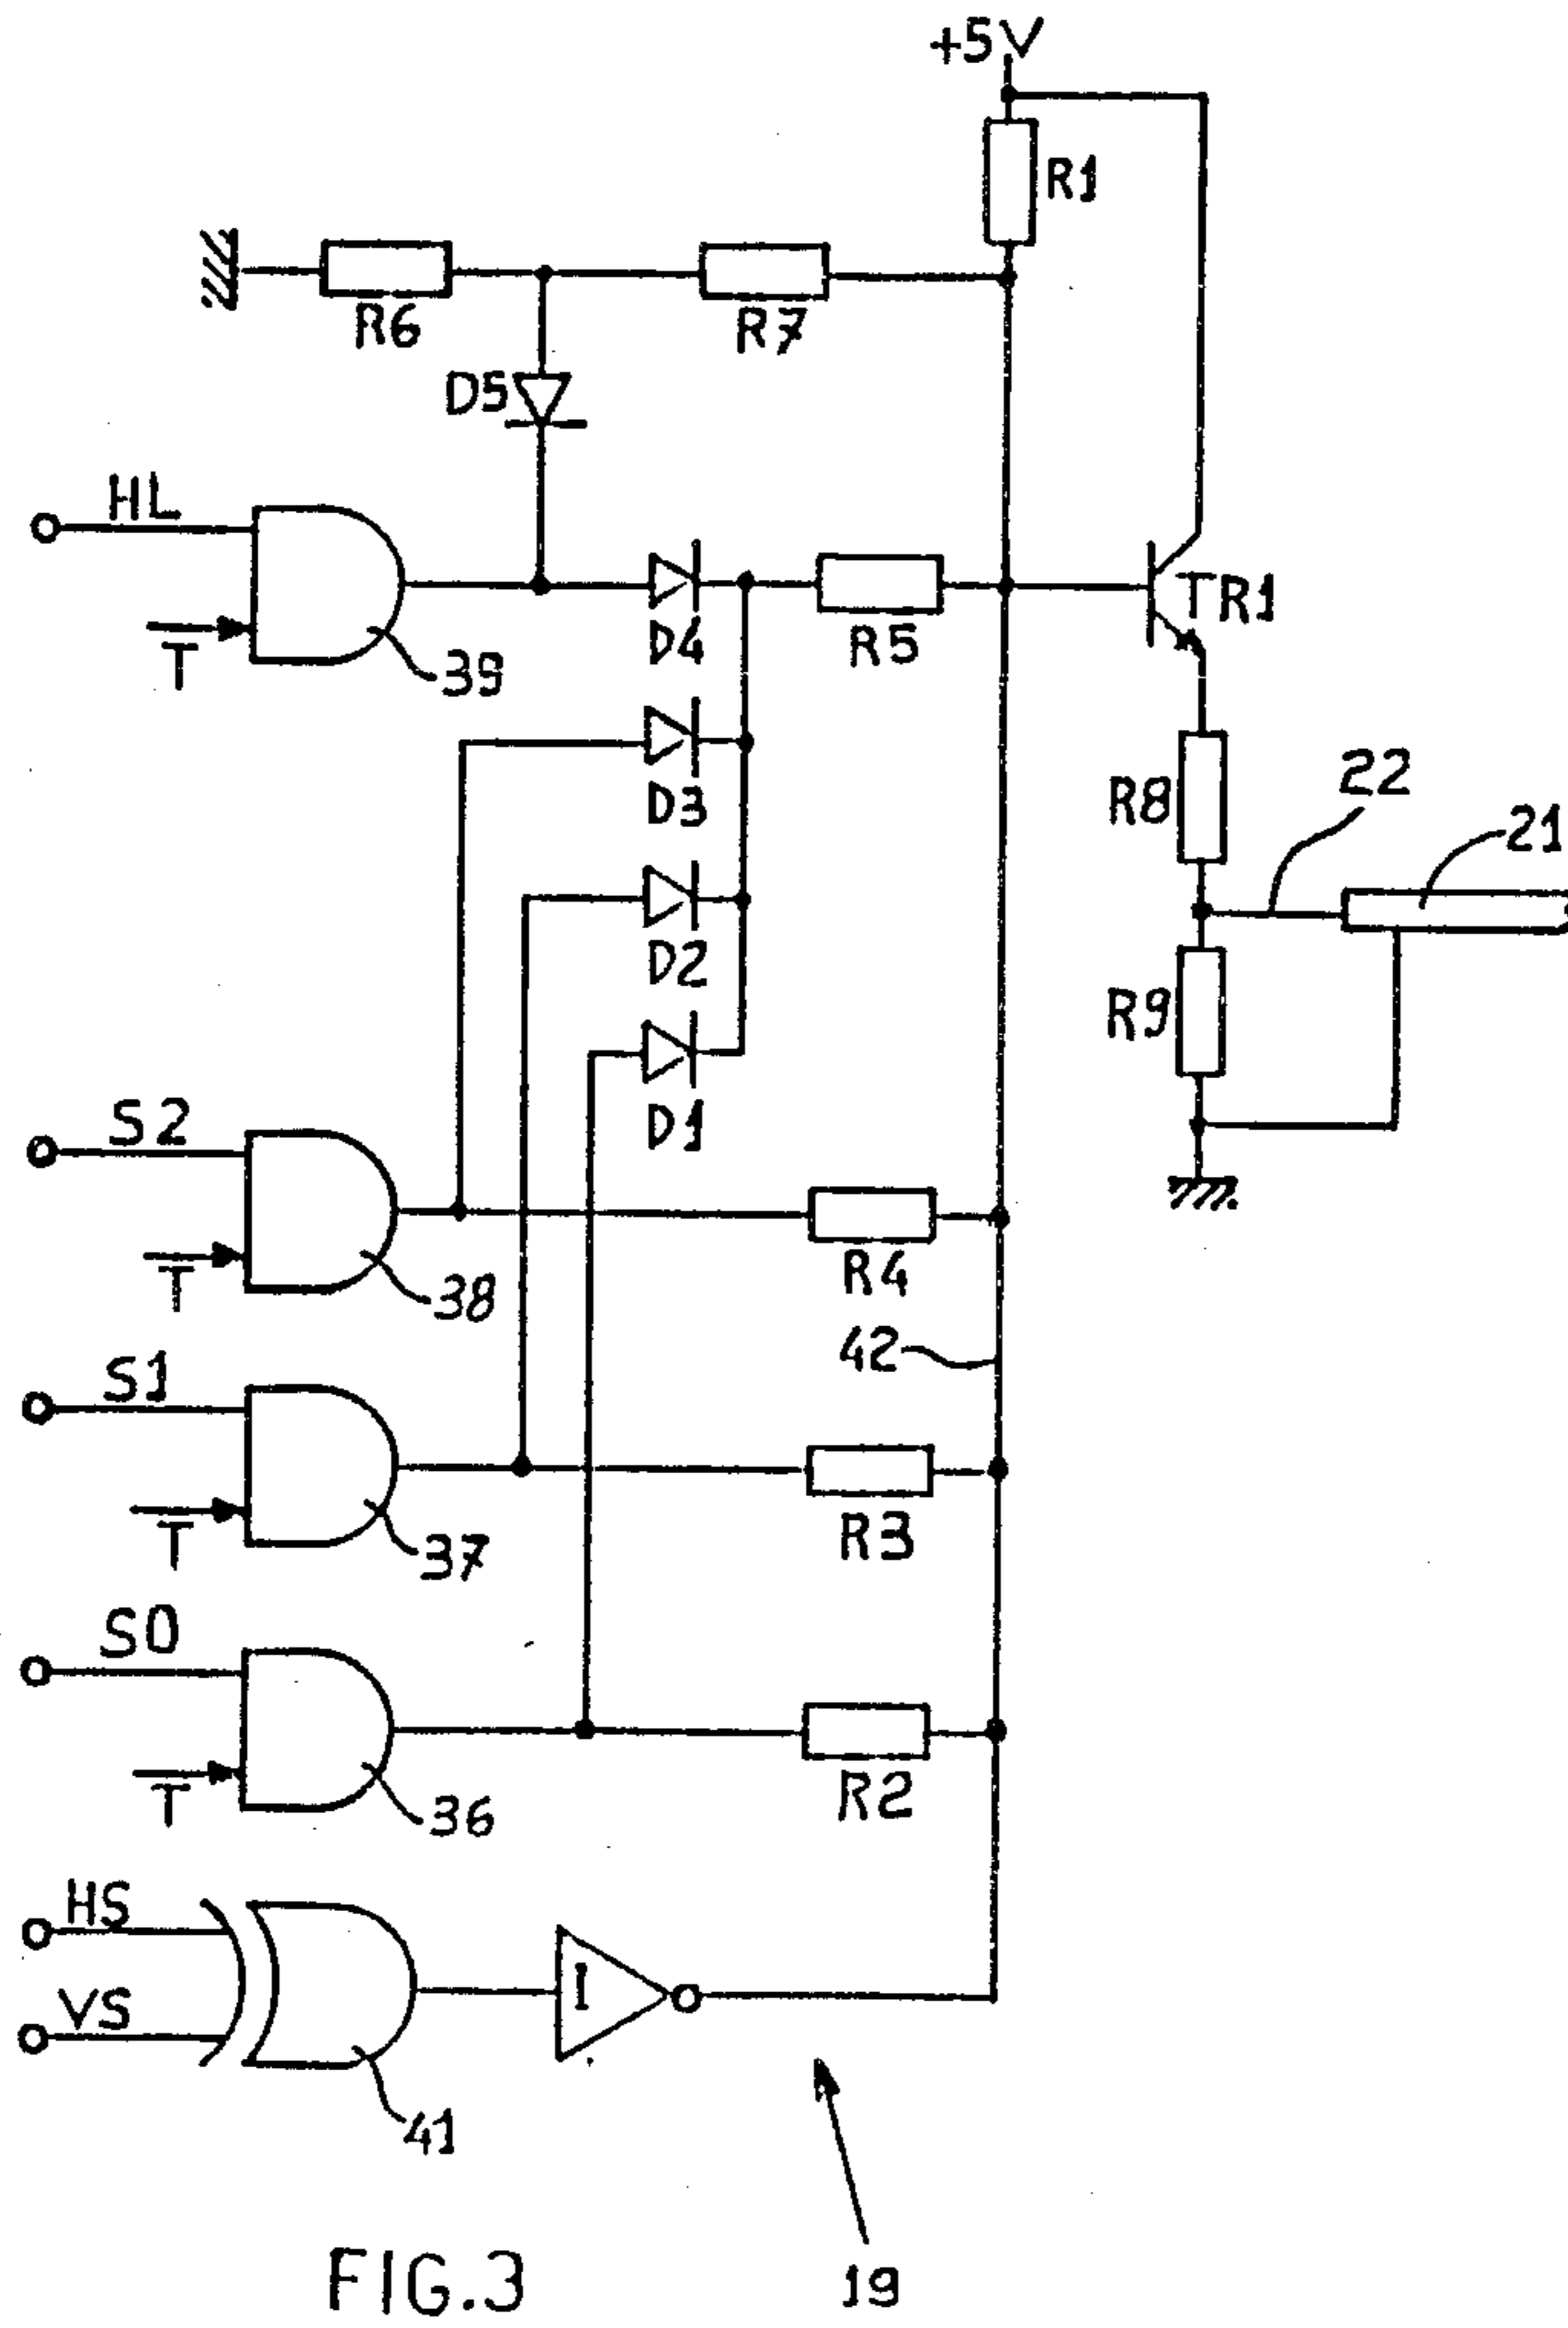 +5V
R1
R6
R7
D5
HL
T
39
D4
R5
TR1
D3
R8
22
21
D2
R9
D1
S2
T
38
R4
42
S1
T
37
R3
S0
T
36
R2
HS
VS
I
41
19
FIG.3